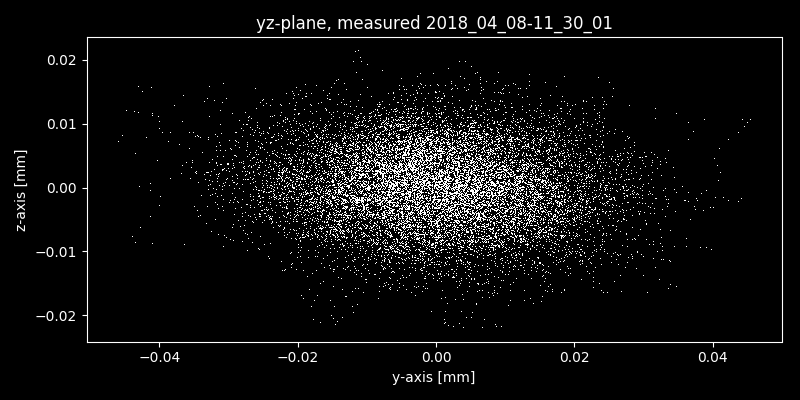 yz-plane, measured 2018_04_08-11_30_01
0.02
0.01
0.00
−0.01
−0.02
z-axis [mm]
−0.04 −0.02 0.00 0.02 0.04
y-axis [mm]